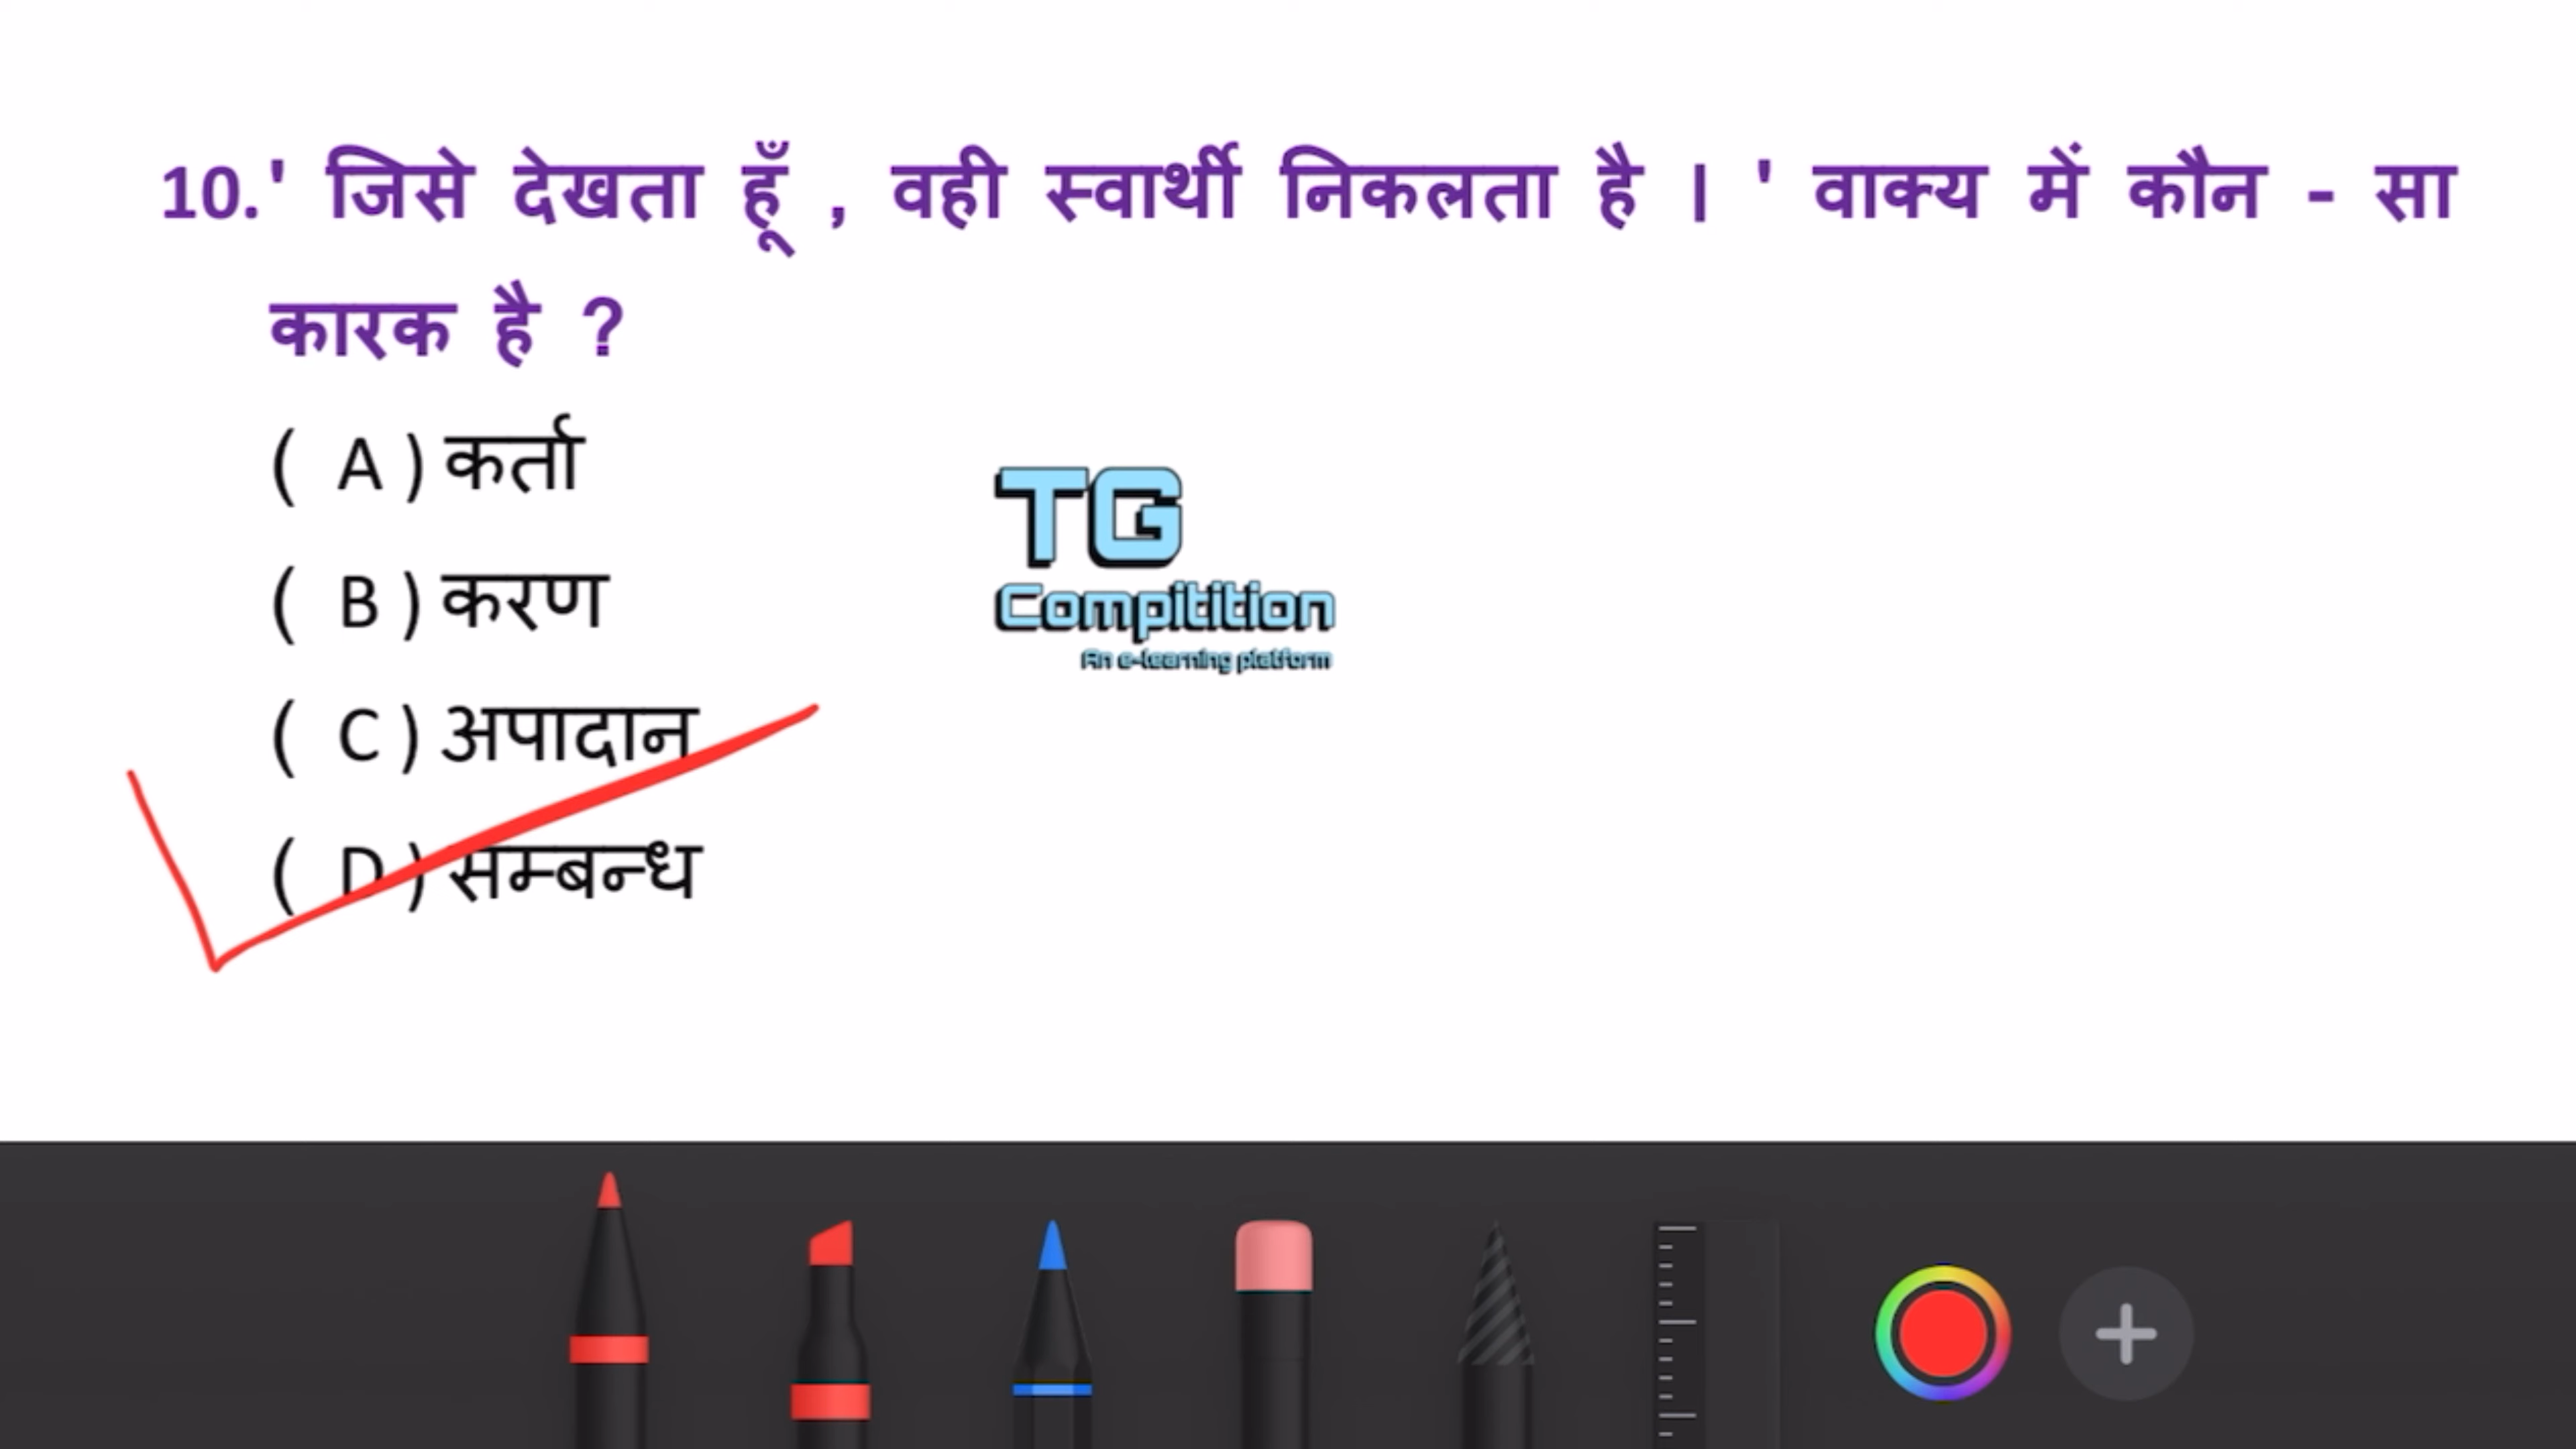 10.' जिसे देखता हूँ , वही स्वार्थी निकलता है । ' वाक्य में कौन - सा
कारक है ?
( A ) कर्ता
( B ) करण
( C ) अपादान
( D ) सम्बन्ध
TG
Compitition
An e-learning platform